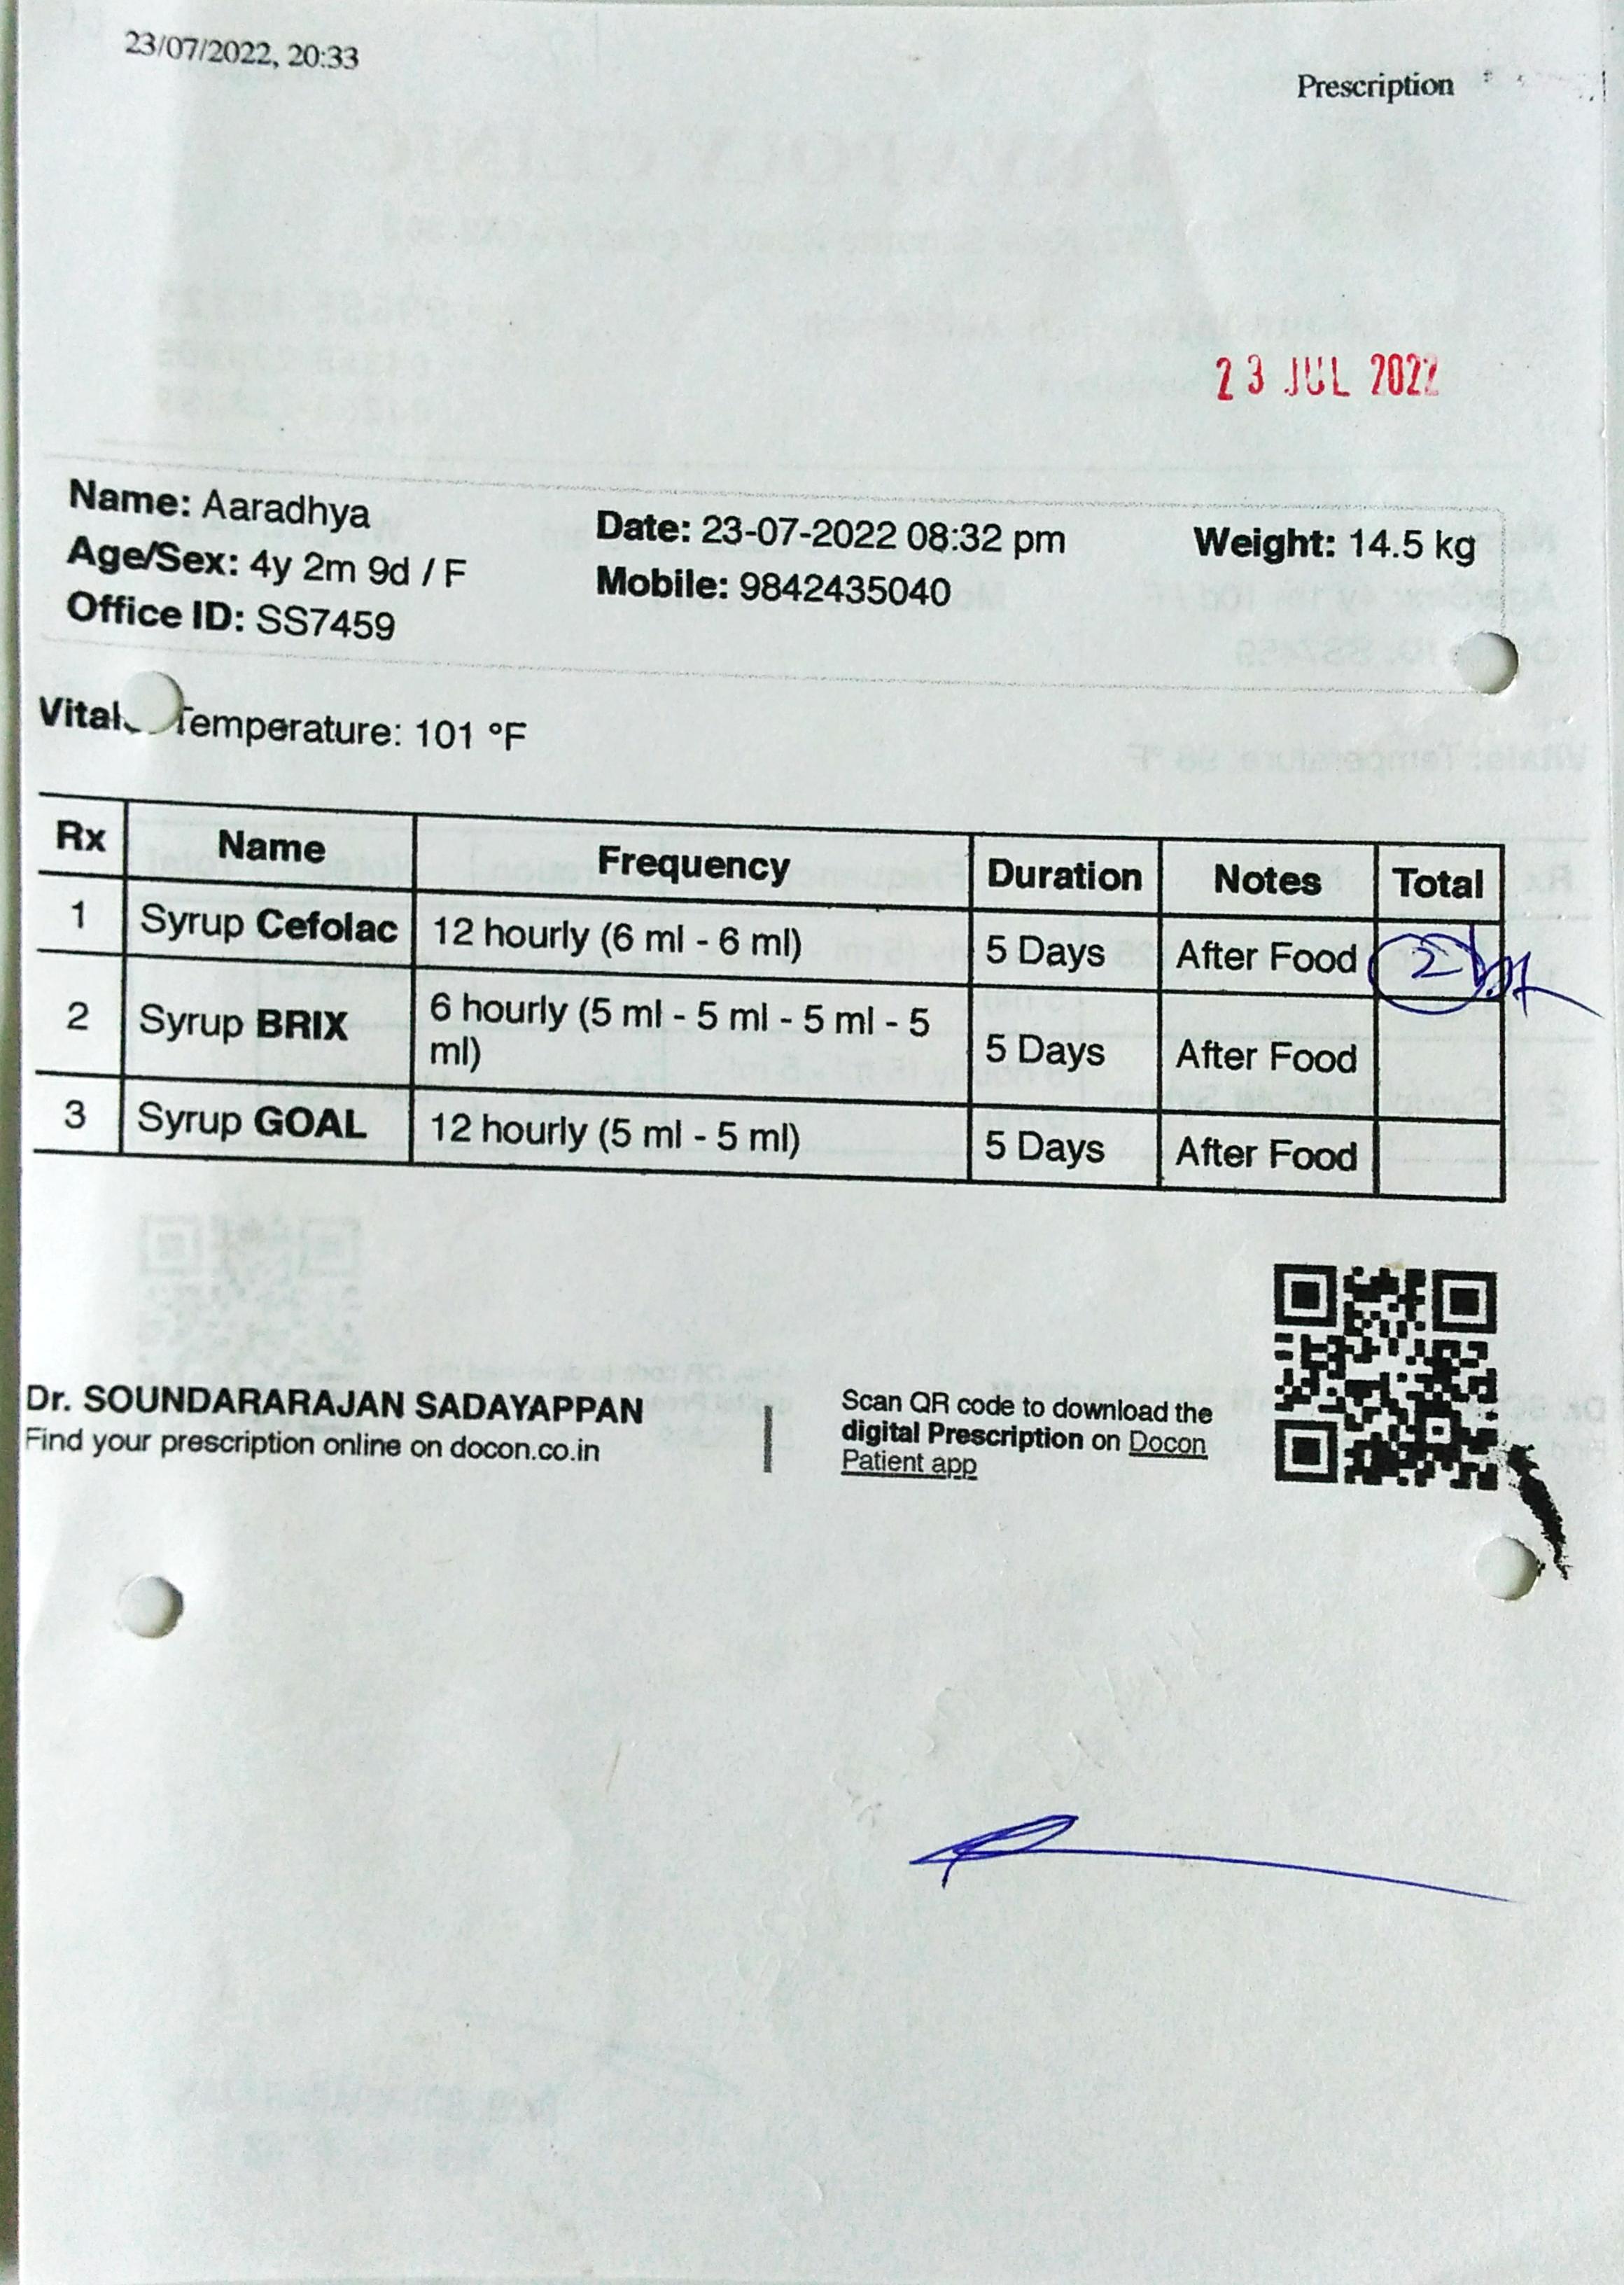 23/07/2022, 20:33
Prescription
23 JUL 2022
Name: Aaradhya
Date: 23-07-2022 08:32 pm
Weight: 14.5 kg
Age/Sex: 4y 2m 9d / F
Mobile: 9842435040
Office ID: SS7459
Temperature: 101 °F
Rx Name Frequency Duration Notes Total
1 Syrup Cefolac 12 hourly (6 ml - 6 ml) 5 Days After Food 2
2 Syrup BRIX 6 hourly (5 ml - 5 ml - 5 ml - 5
ml) 5 Days After Food
3 Syrup GOAL 12 hourly (5 ml - 5 ml) 5 Days After Food
Dr. SOUNDARARAJAN SADAYAPPAN
Find your prescription online on docon.co.in
Scan QR code to download the
digital Prescription on Docon
Patient app